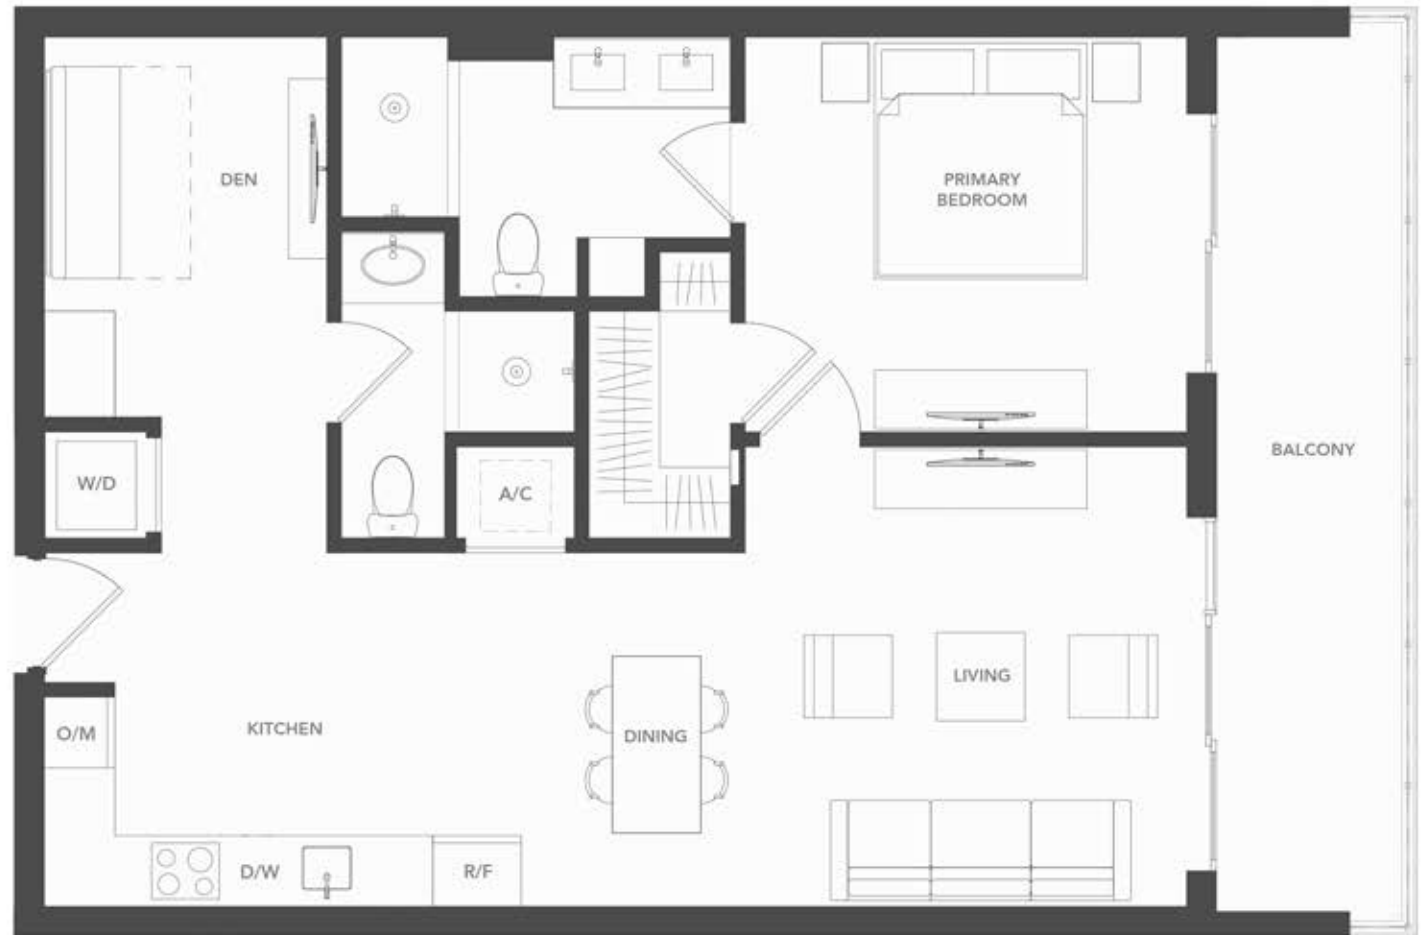 DEN
PRIMARY
BEDROOM
BALCONY
W/D
A/C
LIVING
O/M
KITCHEN
DINING
D/W
R/F